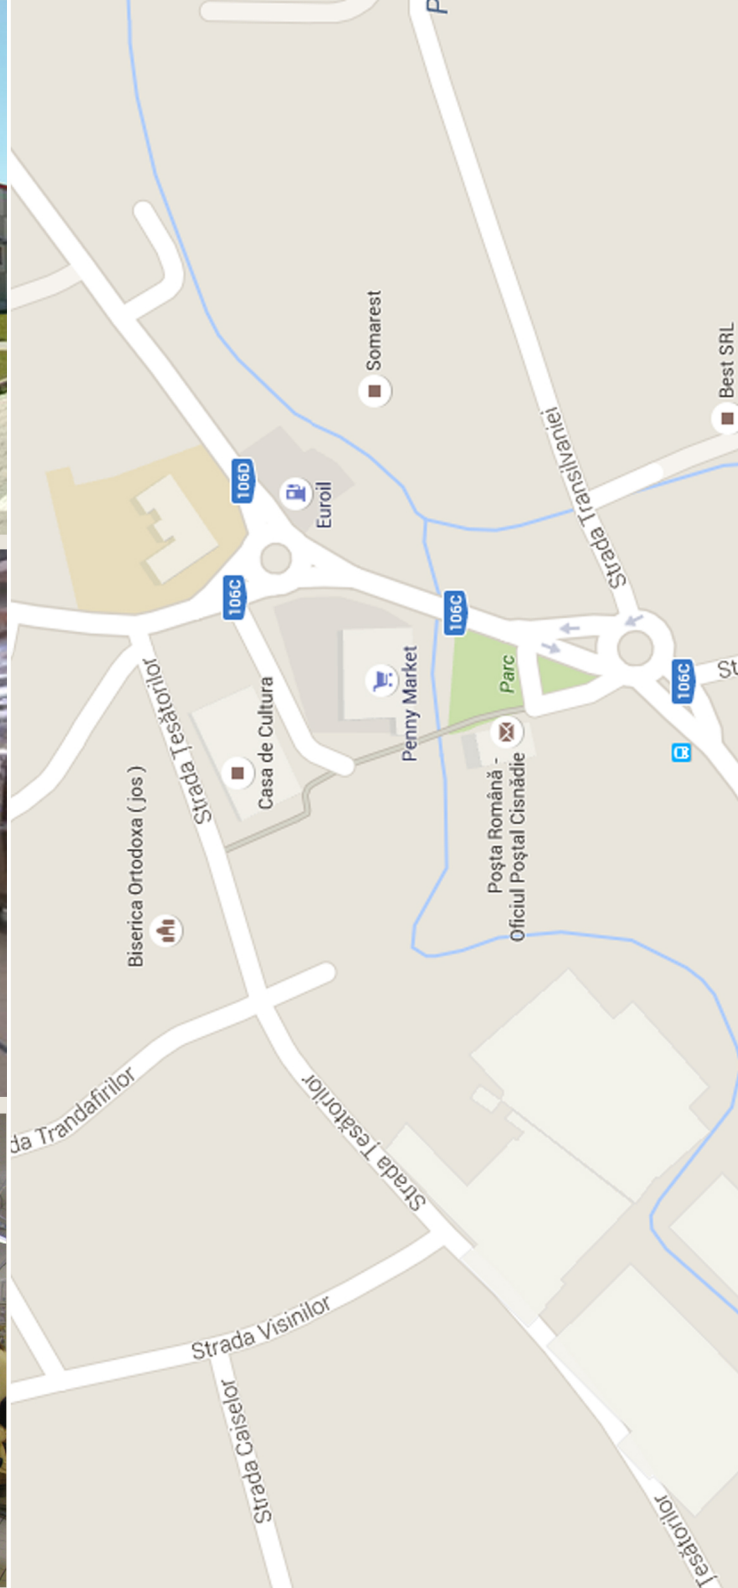 da Trandafirilor
Biserica Ortodoxa ( jos )
Strada Țesătorilor
Strada Visinilor
Strada Caiselor
106C
106D
Casa de Cultura
Euroil
Strada Țesătorilor
Somarest
Penny Market
106C
Poșta Română -
Oficiul Poștal Cisnădie
Parc
Strada Transilvaniei
106C
Țesătorilor
Best SRL